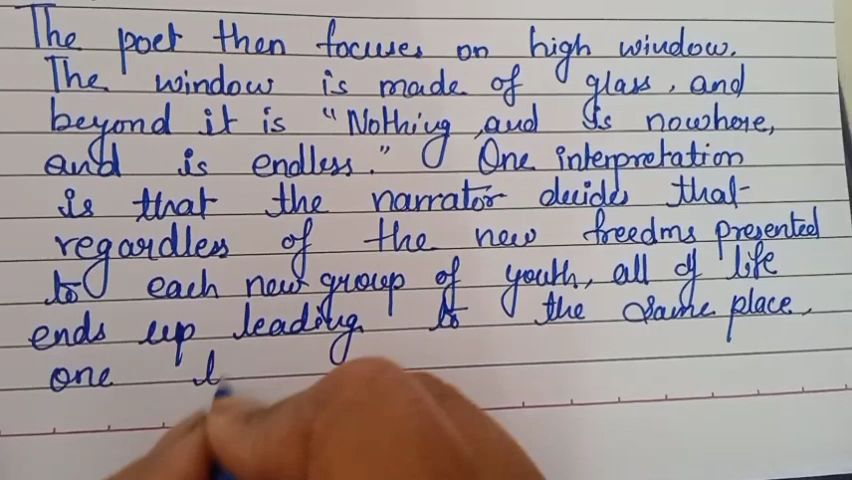 The poet then focuses on high window.
The window is made of glass, and
beyond it is "Nothing, and is nowhere,
and is endless." One interpretation
is that the narrator decides that
regardless of the new freedms presented
to each new group of youth, all of life
ends up leading to the same place.
one